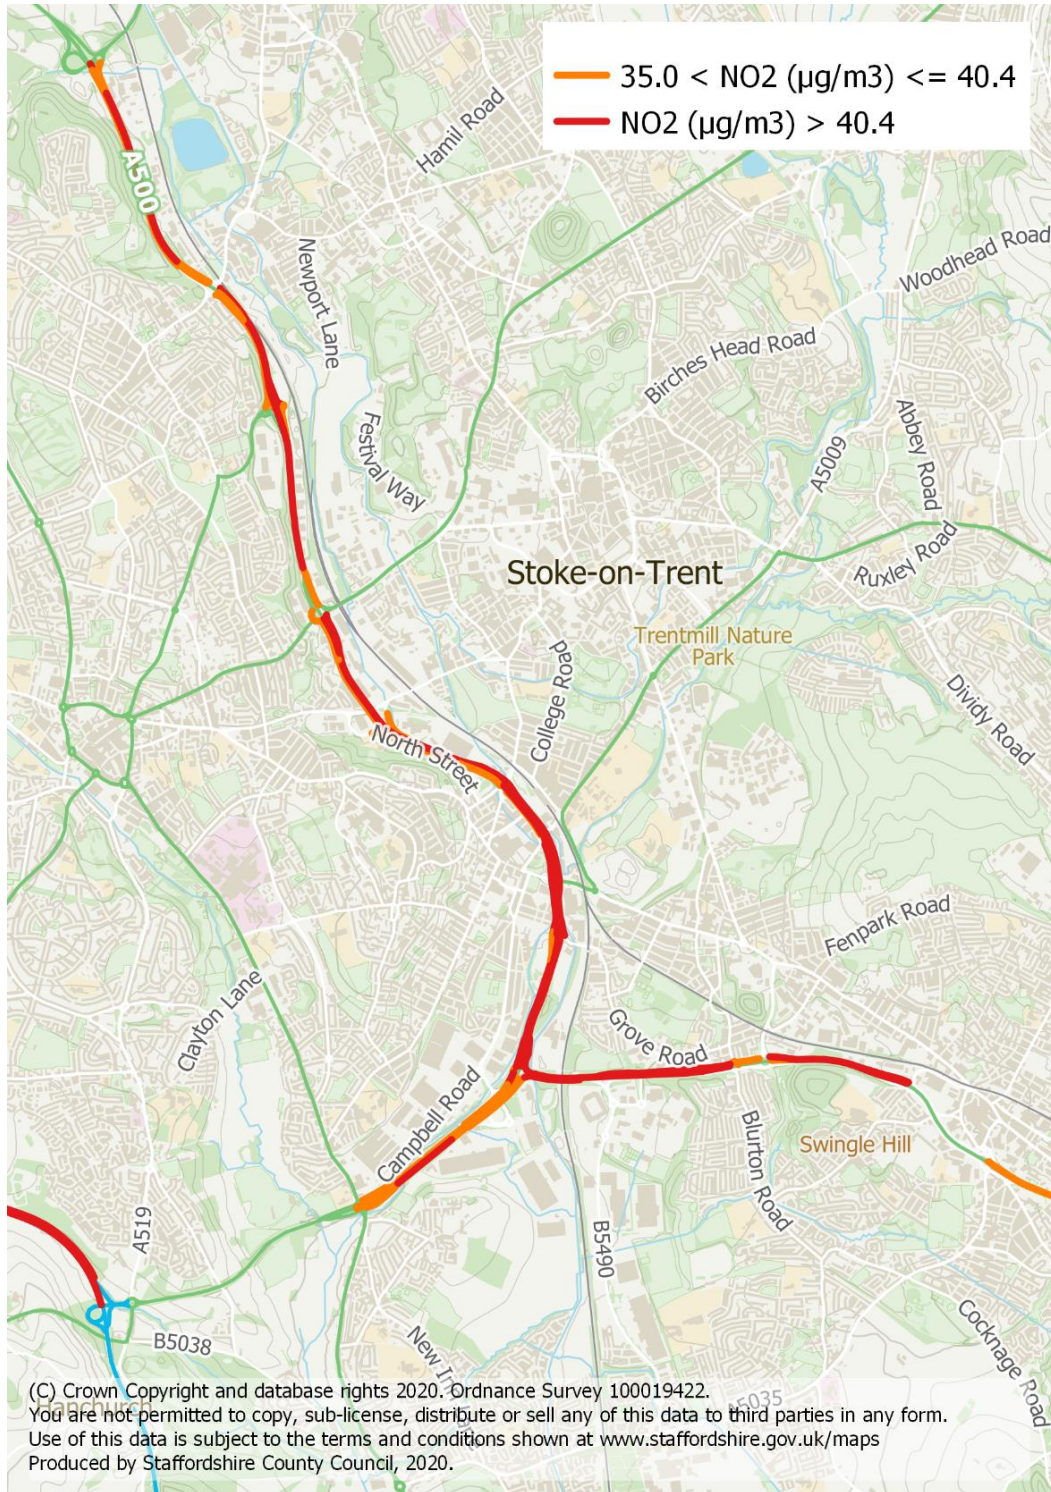 35.0 < NO2 (µg/m3) <= 40.4
NO2 (µg/m3) > 40.4
Hamil Road
A500
Woodhead Road
Newport Lane
Birches Head Road
Abbey Road
Festival Way
A5009
Ruxley Road
Stoke-on-Trent
Trentmill Nature
Park
College Road
Dividy Road
North Street
Fenpark Road
Clayton Lane
Grove Road
Campbell Road
Blurton Road
Swingle Hill
A519
B5490
B5038
Cocknage Road
New In
A5035
Hanchurch
(C) Crown Copyright and database rights 2020. Ordnance Survey 100019422.
You are not permitted to copy, sub-license, distribute or sell any of this data to third parties in any form.
Use of this data is subject to the terms and conditions shown at www.staffordshire.gov.uk/maps
Produced by Staffordshire County Council, 2020.